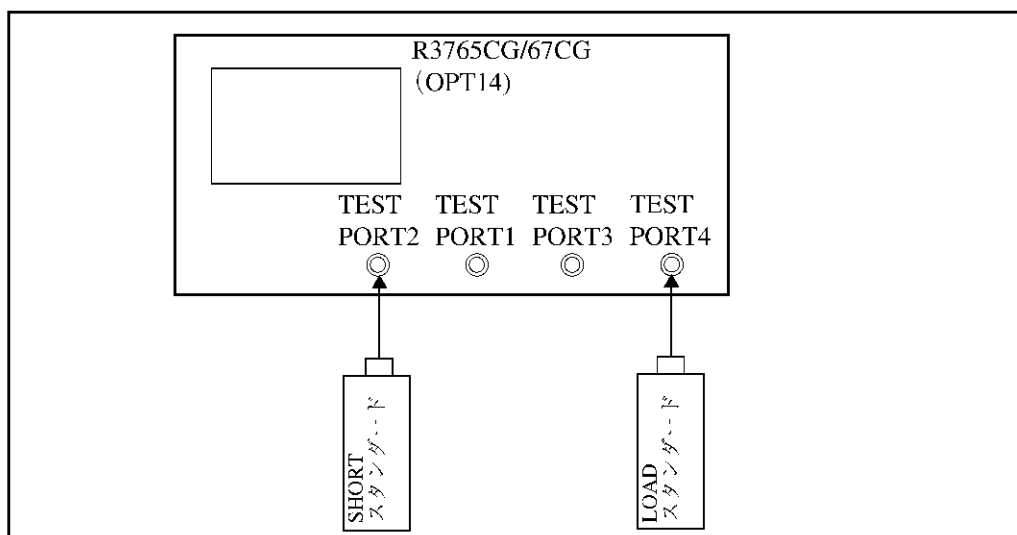 R3765CG/67CG
(OPT14)
TEST TEST TEST TEST
PORT2 PORT1 PORT3 PORT4
SHORT
スタンダード
LOAD
スタンダード